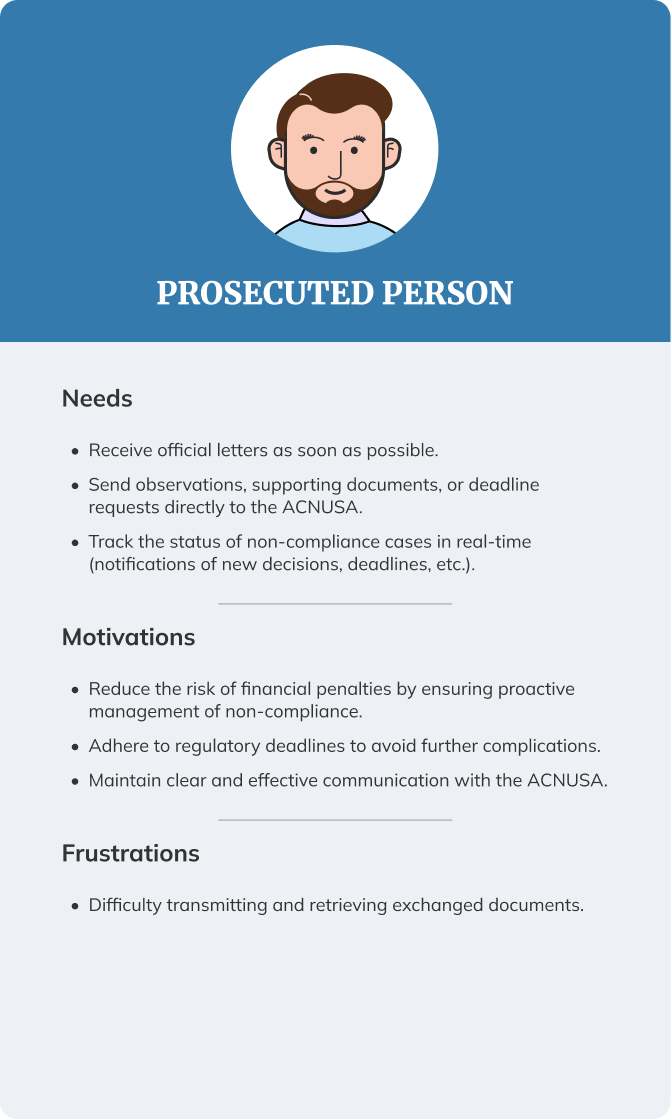 PROSECUTED PERSON
Needs
• Receive official letters as soon as possible.
• Send observations, supporting documents, or deadline
requests directly to the ACNUSA.
• Track the status of non-compliance cases in real-time
(notifications of new decisions, deadlines, etc.).
Motivations
• Reduce the risk of financial penalties by ensuring proactive
management of non-compliance.
• Adhere to regulatory deadlines to avoid further complications.
• Maintain clear and effective communication with the ACNUSA.
Frustrations
• Difficulty transmitting and retrieving exchanged documents.